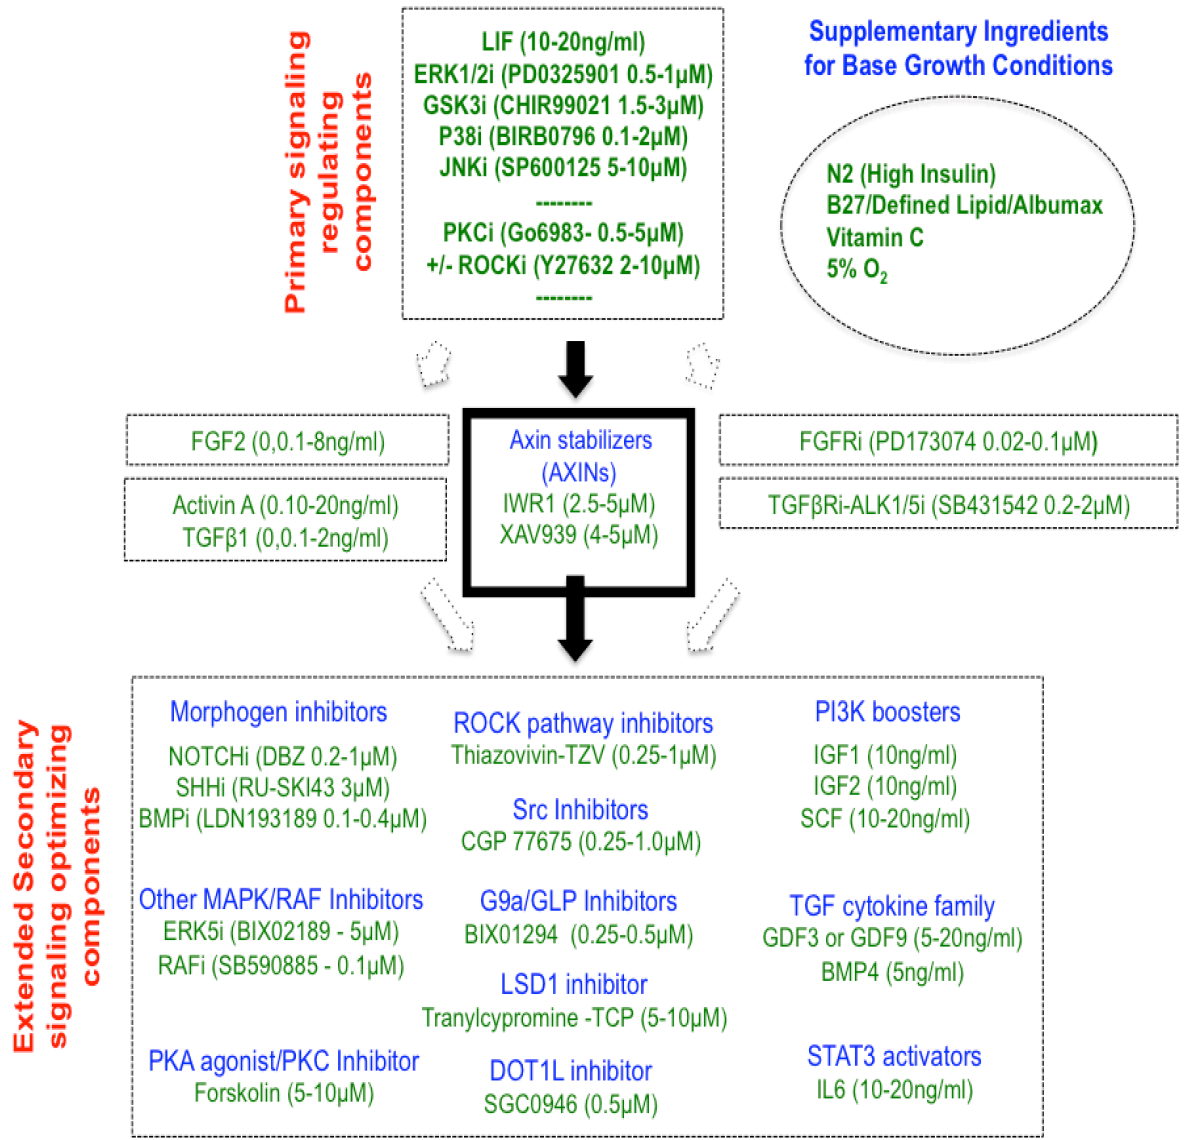 Primary signaling
regulating
components
LIF (10-20ng/ml)
ERK1/2i (PD0325901 0.5-1µM)
GSK3i (CHIR99021 1.5-3µM)
P38i (BIRB0796 0.1-2µM)
JNKi (SP600125 5-10µM)
--------
PKCi (Go6983- 0.5-5µM)
+/- ROCKi (Y27632 2-10µM)
--------
Supplementary Ingredients
for Base Growth Conditions
N2 (High Insulin)
B27/Defined Lipid/Albumax
Vitamin C
5% O₂
FGF2 (0,0.1-8ng/ml)
Activin A (0.10-20ng/ml)
TGFβ1 (0,0.1-2ng/ml)
Axin stabilizers
(AXINs)
IWR1 (2.5-5µM)
XAV939 (4-5µM)
FGFRi (PD173074 0.02-0.1µM)
TGFβRi-ALK1/5i (SB431542 0.2-2µM)
Extended Secondary
signaling optimizing
components
Morphogen inhibitors
NOTCHi (DBZ 0.2-1µM)
SHHi (RU-SKI43 3µM)
BMPi (LDN193189 0.1-0.4µM)
Other MAPK/RAF Inhibitors
ERK5i (BIX02189 - 5µM)
RAFi (SB590885 - 0.1µM)
PKA agonist/PKC Inhibitor
Forskolin (5-10µM)
ROCK pathway inhibitors
Thiazovivin-TZV (0.25-1µM)
Src Inhibitors
CGP 77675 (0.25-1.0µM)
G9a/GLP Inhibitors
BIX01294 (0.25-0.5µM)
LSD1 inhibitor
Tranylcypromine -TCP (5-10µM)
DOT1L inhibitor
SGC0946 (0.5µM)
PI3K boosters
IGF1 (10ng/ml)
IGF2 (10ng/ml)
SCF (10-20ng/ml)
TGF cytokine family
GDF3 or GDF9 (5-20ng/ml)
BMP4 (5ng/ml)
STAT3 activators
IL6 (10-20ng/ml)